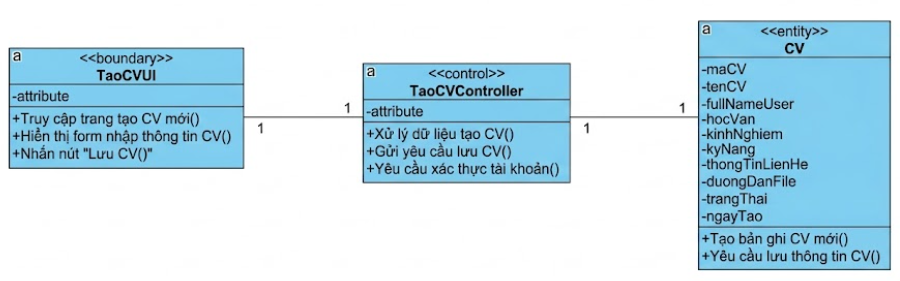 a
<<boundary>>
TaoCVUI
-attribute
+Truy cập trang tạo CV mới()
+Hiển thị form nhập thông tin CV()
+Nhấn nút "Lưu CV()"
1
1
a
<<control>>
TaoCVController
-attribute
+Xử lý dữ liệu tạo CV()
+Gửi yêu cầu lưu CV()
+Yêu cầu xác thực tài khoản()
1
1
a
<<entity>>
CV
-maCV
-tenCV
-fullNameUser
-hocVan
-kinhNghiem
-kyNang
-thongTinLienHe
-duongDanFile
-trangThai
-ngayTao
+Tạo bản ghi CV mới()
+Yêu cầu lưu thông tin CV()